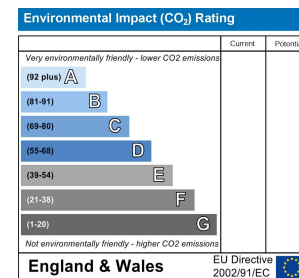 Environmental Impact (CO₂) Rating
Current Potenti
Very environmentally friendly - lower CO2 emissions
(92 plus) A
(81-91) B
(69-80) C
(55-68) D
(39-54) E
(21-38) F
(1-20) G
Not environmentally friendly - higher CO2 emissions
England & Wales
EU Directive
2002/91/EC